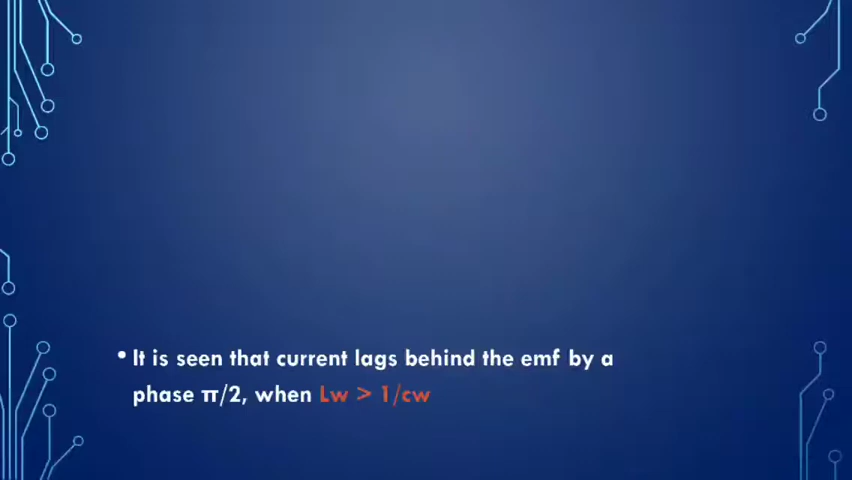 • It is seen that current lags behind the emf by a
phase π/2, when Lw > 1/cw